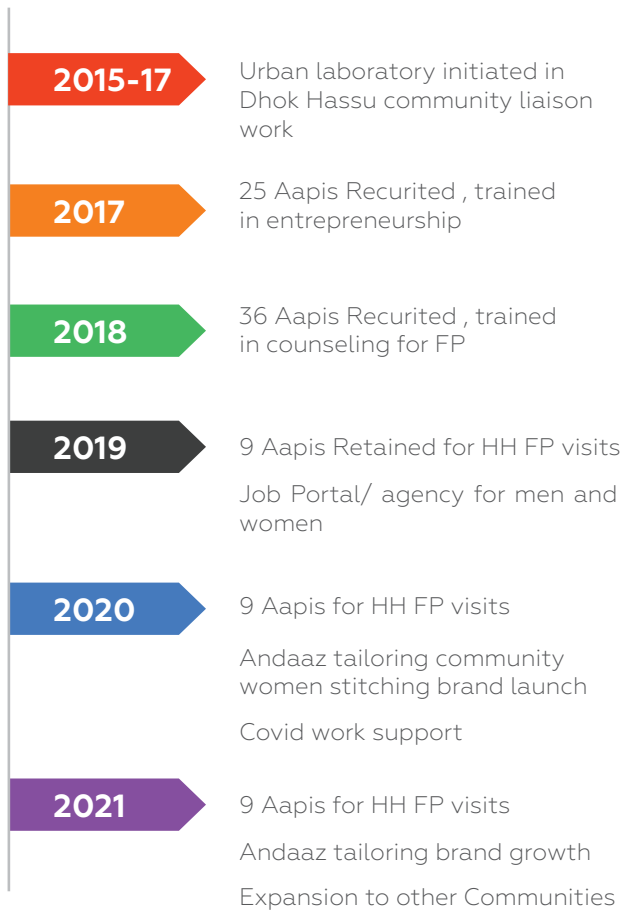 2015-17
Urban laboratory initiated in
Dhok Hassu community liaison
work
2017
25 Aapis Recurited , trained
in entrepreneurship
2018
36 Aapis Recurited , trained
in counseling for FP
2019
9 Aapis Retained for HH FP visits
Job Portal/ agency for men and
women
2020
9 Aapis for HH FP visits
Andaaz tailoring community
women stitching brand launch
Covid work support
2021
9 Aapis for HH FP visits
Andaaz tailoring brand growth
Expansion to other Communities